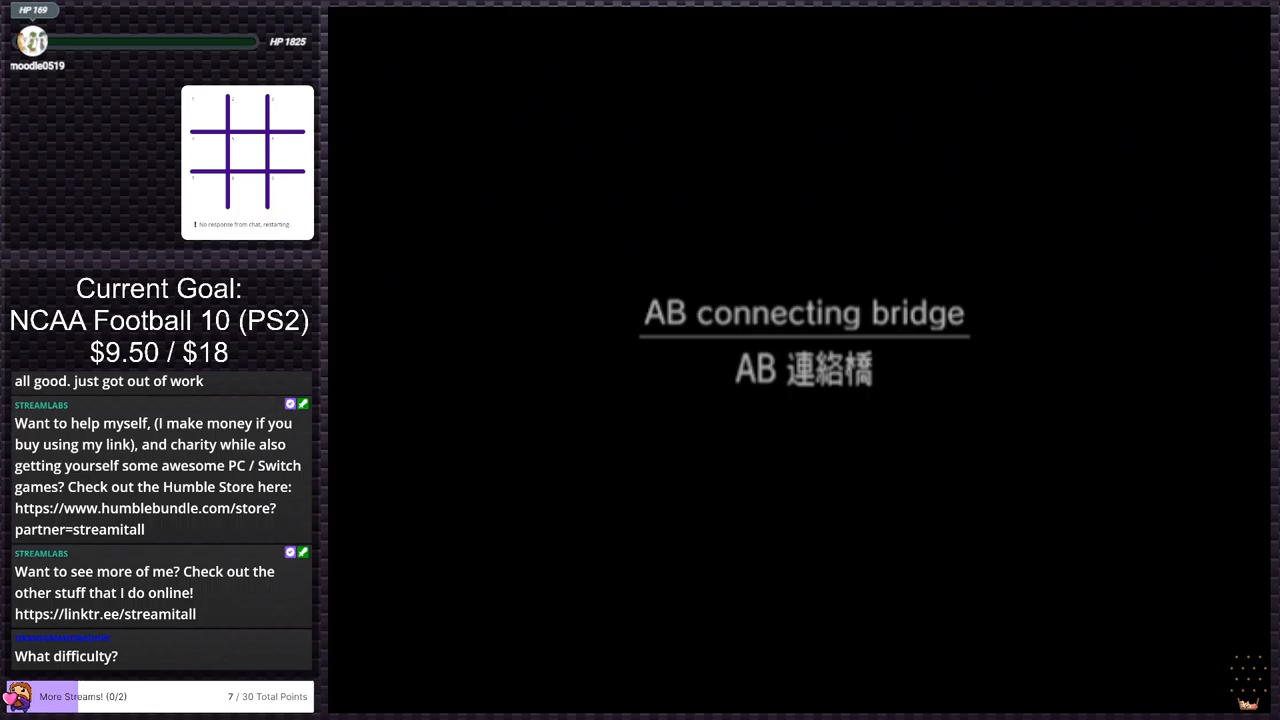 HP 169
HP 1825
moodle0519
! No response from chat, restarting.
Current Goal:
NCAA Football 10 (PS2)
$9.50 / $18
all good. just got out of work
STREAMLABS
Want to help myself, (I make money if you
buy using my link), and charity while also
getting yourself some awesome PC / Switch
games? Check out the Humble Store here:
https://www.humblebundle.com/store?
partner=streamitall
STREAMLABS
Want to see more of me? Check out the
other stuff that I do online!
https://linktr.ee/streamitall
What difficulty?
More Streams! (0/2)
7 / 30 Total Points
AB connecting bridge
AB 連絡橋